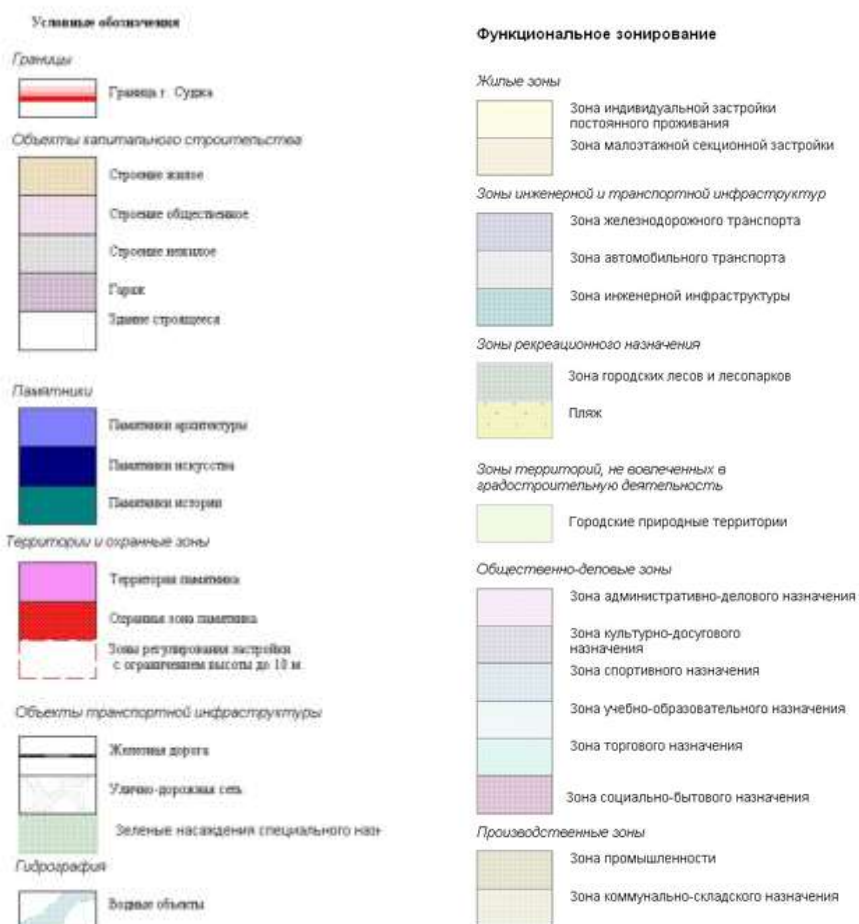 Условные обозначения
Границы
Граница г. Суджа
Объекты капитального строительства
Строение жилое
Строение общественное
Строение нежилое
Гараж
Здание строящееся
Памятники
Памятники архитектуры
Памятники искусства
Памятники истории
Территории и охранные зоны
Территория памятника
Охранная зона памятника
Зоны регулирования застройки
с ограничением высоты до 10 м
Объекты транспортной инфраструктуры
Железная дорога
Улично-дорожная сеть
Зеленые насаждения специального назн
Гидрография
Водные объекты
Функциональное зонирование
Жилые зоны
Зона индивидуальной застройки
постоянного проживания
Зона малоэтажной секционной застройки
Зоны инженерной и транспортной инфраструктур
Зона железнодорожного транспорта
Зона автомобильного транспорта
Зона инженерной инфраструктуры
Зоны рекреационного назначения
Зона городских лесов и лесопарков
Пляж
Зоны территорий, не вовлеченных в
градостроительную деятельность
Городские природные территории
Общественно-деловые зоны
Зона административно-делового назначения
Зона культурно-досугового
назначения
Зона спортивного назначения
Зона учебно-образовательного назначения
Зона торгового назначения
Зона социально-бытового назначения
Производственные зоны
Зона промышленности
Зона коммунально-складского назначения